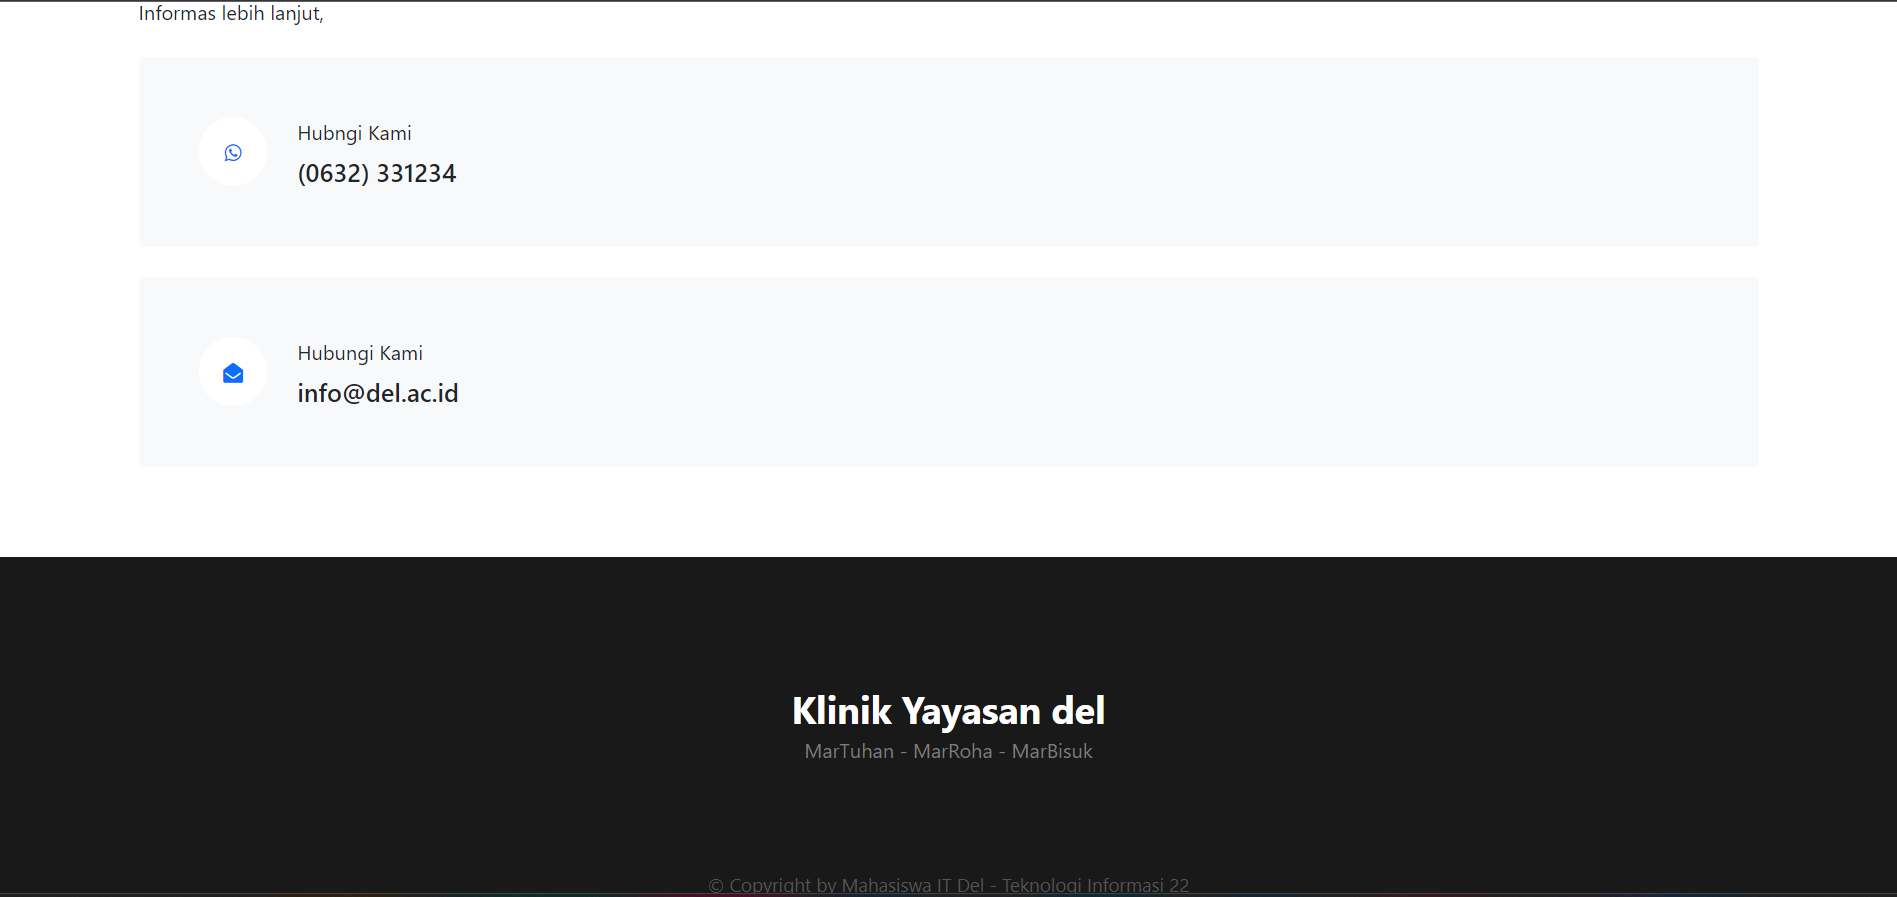 Informas lebih lanjut,
Hubngi Kami
(0632) 331234
Hubungi Kami
info@del.ac.id
Klinik Yayasan del
MarTuhan - MarRoha - MarBisuk
© Copyright by Mahasiswa IT Del - Teknologi Informasi 22